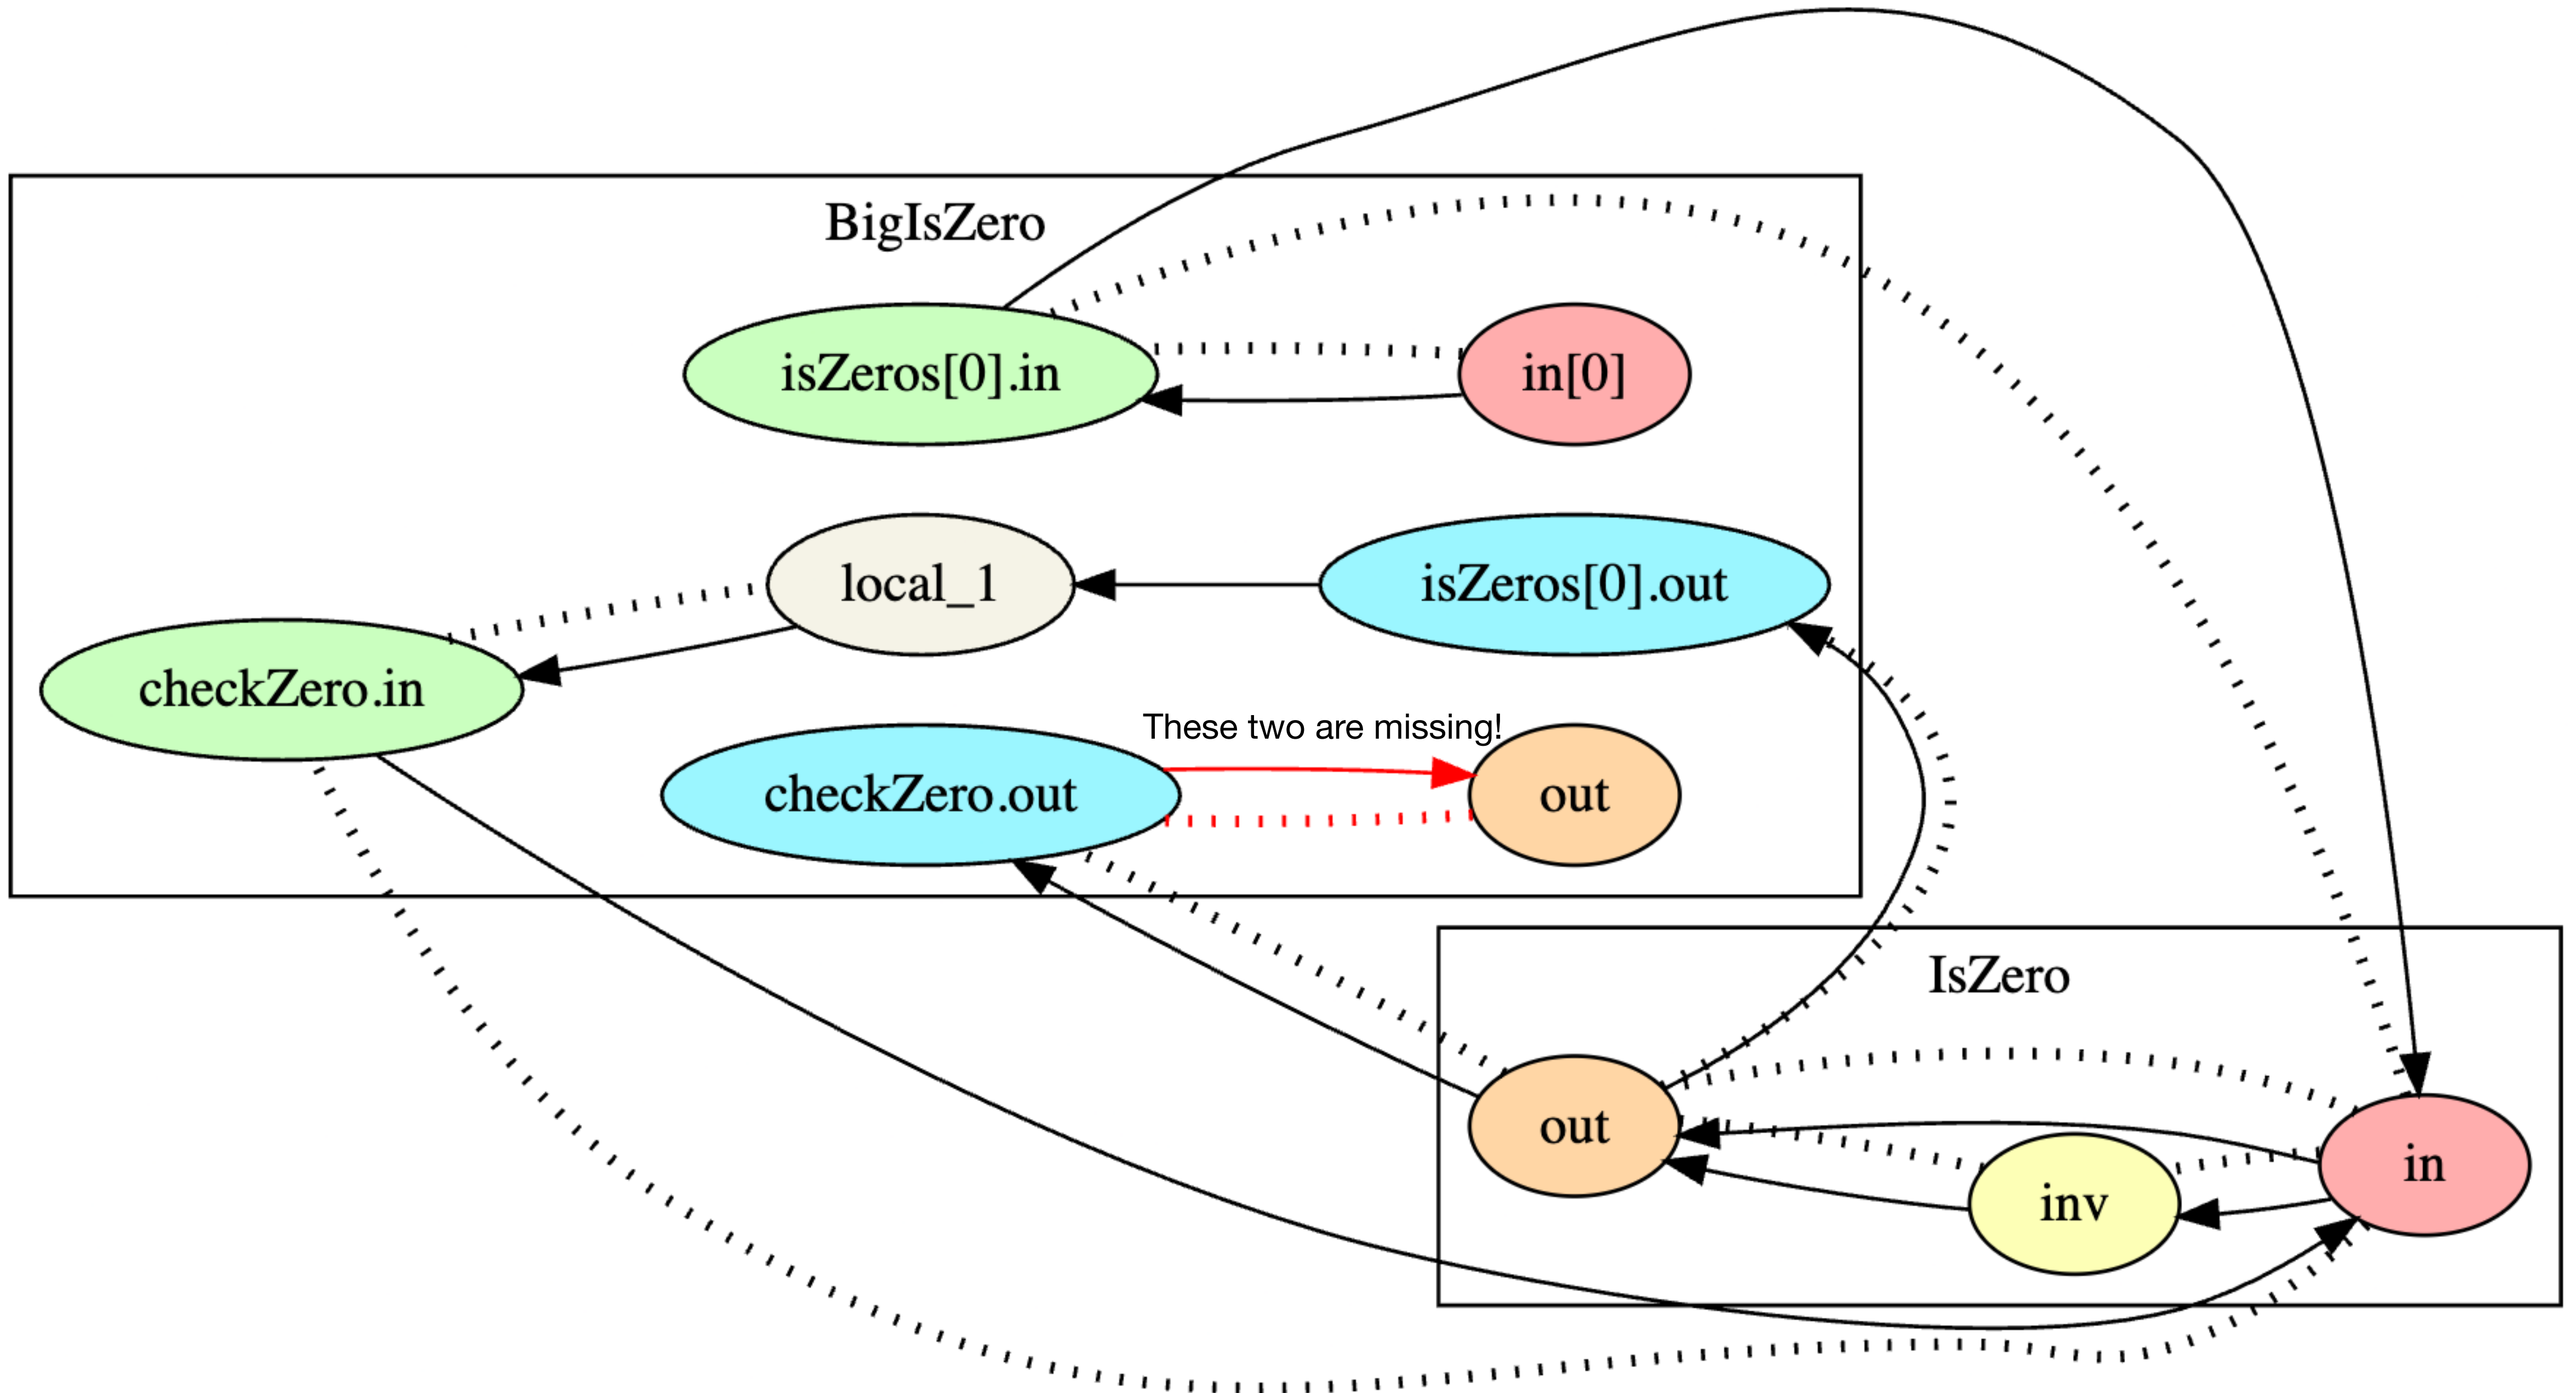 BigIsZero
isZeros[0].in
in[0]
local_1
isZeros[0].out
checkZero.in
These two are missing!
checkZero.out
out
IsZero
out
in
inv